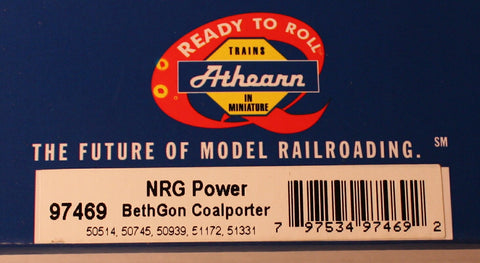 READY TO ROLL
TRAINS
Athearn
IN
MINIATURE
THE FUTURE OF MODEL RAILROADING. SM
NRG Power
97469 BethGon Coalporter
50514, 50745, 50939, 51172, 51331
7 97534 97469 2